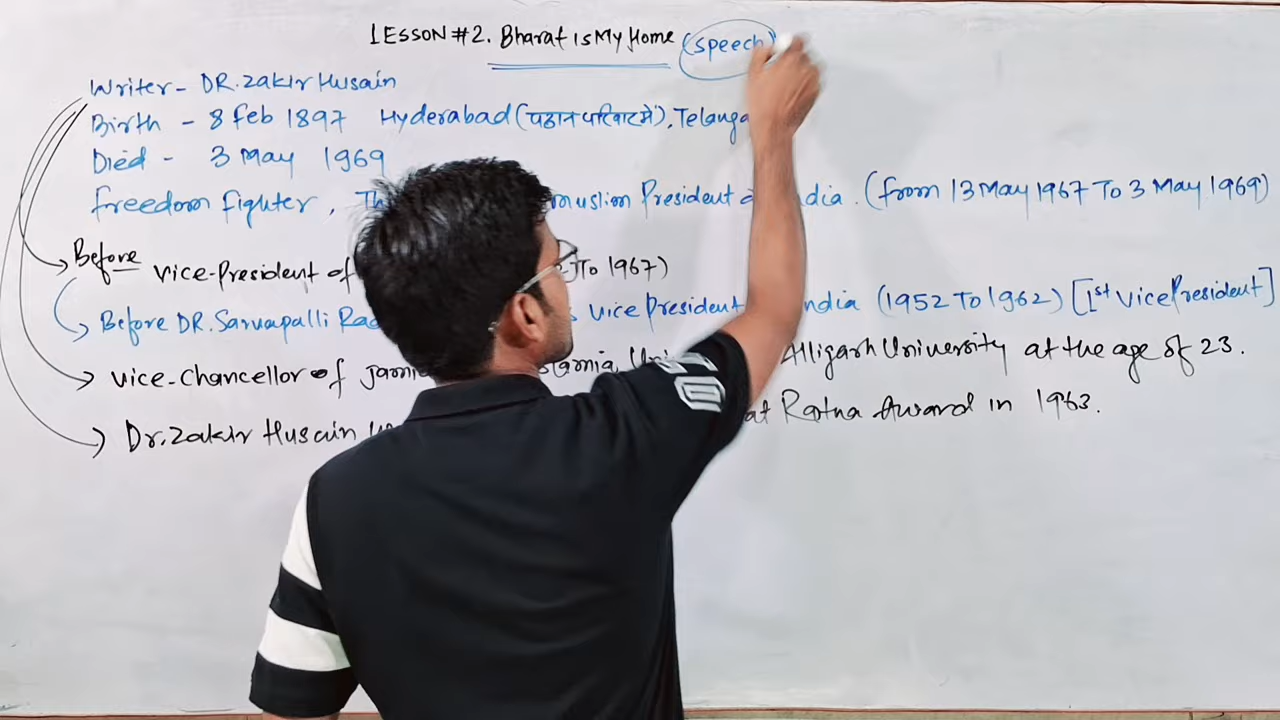 LESSON #2. Bharat Is My Home (speech)
Writer - DR. Zakir Husain
Birth - 8 Feb 1897 Hyderabad (पठान परिवार में), Telanga
Died - 3 May 1969
Freedom Fighter, muslim President India. (from 13 May 1967 To 3 May 1969)
Before vice-President of To 1967)
Before DR. Sarvapalli Vice President India (1952 To 1962) [1st Vice President]
vice-chancellor of Alligarh University at the age of 23.
Dr. Zakir Husain Ratna Award in 1963.